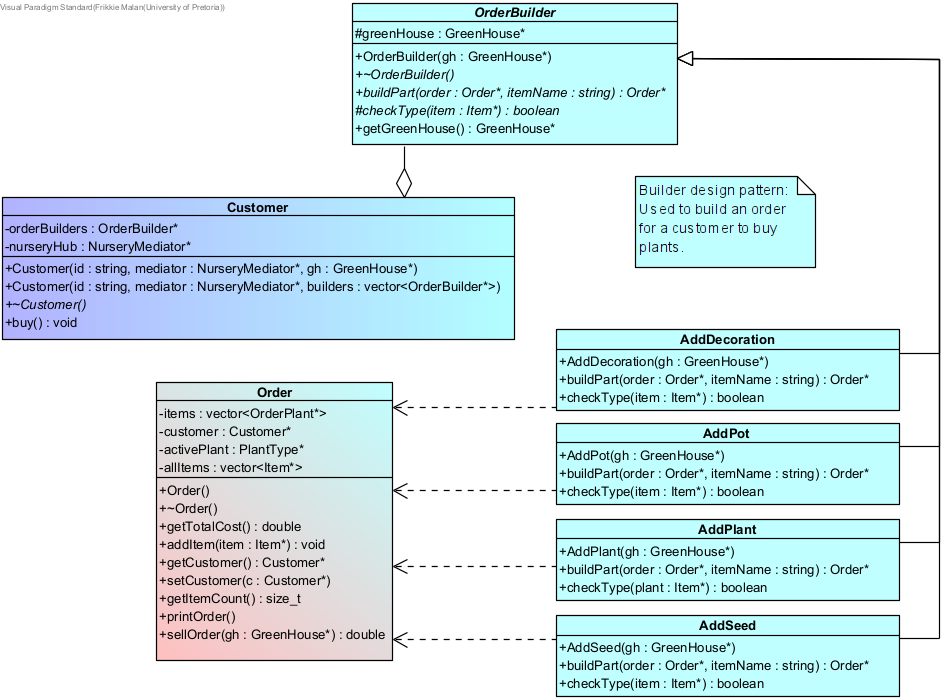 Visual Paradigm Standard(Frikkie Malan(University of Pretoria))
OrderBuilder
#greenHouse : GreenHouse*
+OrderBuilder(gh : GreenHouse*)
+~OrderBuilder()
+buildPart(order : Order*, itemName : string) : Order*
#checkType(item : Item*) : boolean
+getGreenHouse() : GreenHouse*
Builder design pattern:
Used to build an order
for a customer to buy
plants.
Customer
-orderBuilders : OrderBuilder*
-nurseryHub : NurseryMediator*
+Customer(id : string, mediator : NurseryMediator*, gh : GreenHouse*)
+Customer(id : string, mediator : NurseryMediator*, builders : vector<OrderBuilder*>)
+~Customer()
+buy() : void
Order
-items : vector<OrderPlant*>
-customer : Customer*
-activePlant : PlantType*
-allItems : vector<Item*>
+Order()
+~Order()
+getTotalCost() : double
+addItem(item : Item*) : void
+getCustomer() : Customer*
+setCustomer(c : Customer*)
+getItemCount() : size_t
+printOrder()
+sellOrder(gh : GreenHouse*) : double
AddDecoration
+AddDecoration(gh : GreenHouse*)
+buildPart(order : Order*, itemName : string) : Order*
+checkType(item : Item*) : boolean
AddPot
+AddPot(gh : GreenHouse*)
+buildPart(order : Order*, itemName : string) : Order*
+checkType(item : Item*) : boolean
AddPlant
+AddPlant(gh : GreenHouse*)
+buildPart(order : Order*, itemName : string) : Order*
+checkType(plant : Item*) : boolean
AddSeed
+AddSeed(gh : GreenHouse*)
+buildPart(order : Order*, itemName : string) : Order*
+checkType(item : Item*) : boolean